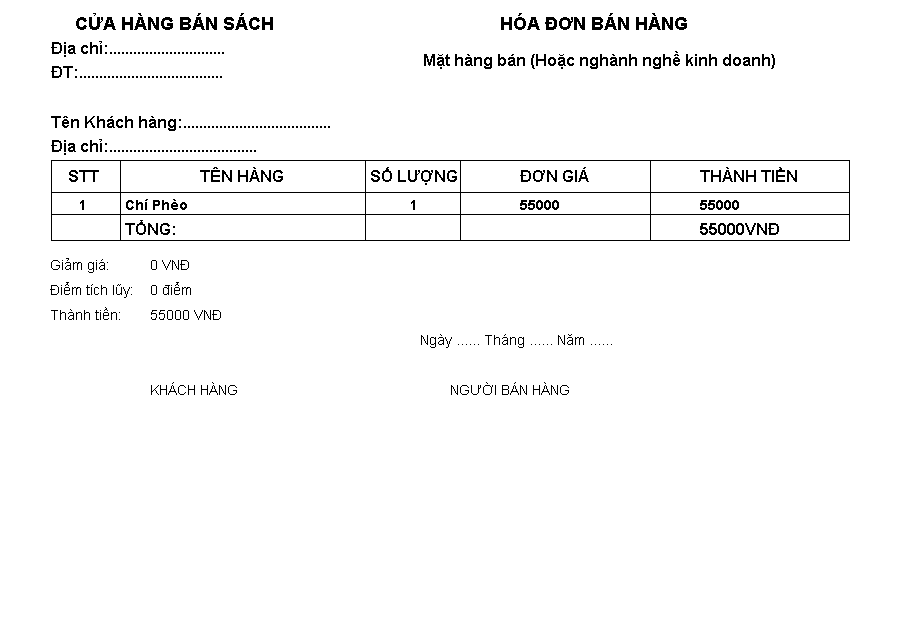 CỬA HÀNG BÁN SÁCH
HÓA ĐƠN BÁN HÀNG
Địa chỉ:.............................
Mặt hàng bán (Hoặc nghành nghề kinh doanh)
ĐT:....................................
Tên Khách hàng:.....................................
Địa chỉ:.....................................
STT TÊN HÀNG SỐ LƯỢNG ĐƠN GIÁ THÀNH TIỀN
1 Chí Phèo 1 55000 55000
TỔNG: 55000VNĐ
Giảm giá: 0 VNĐ
Điểm tích lũy: 0 điểm
Thành tiền: 55000 VNĐ
Ngày ...... Tháng ...... Năm ......
KHÁCH HÀNG NGƯỜI BÁN HÀNG